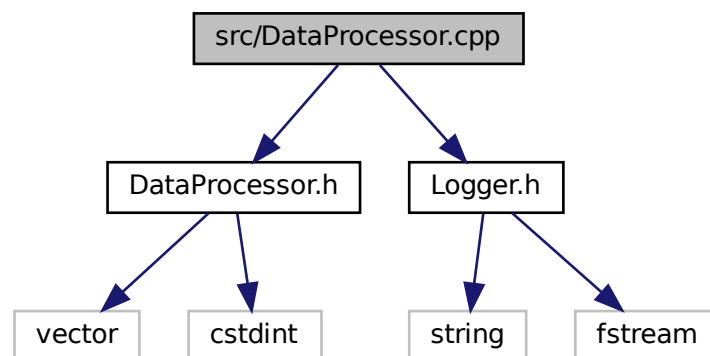 src/DataProcessor.cpp
DataProcessor.h
Logger.h
vector
cstdint
string
fstream